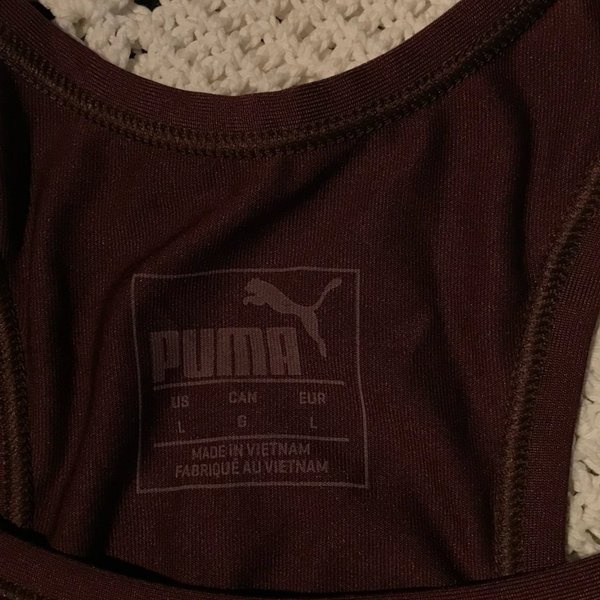 PUMA
US CAN EUR
L G L
MADE IN VIETNAM
FABRIQUÉ AU VIETNAM